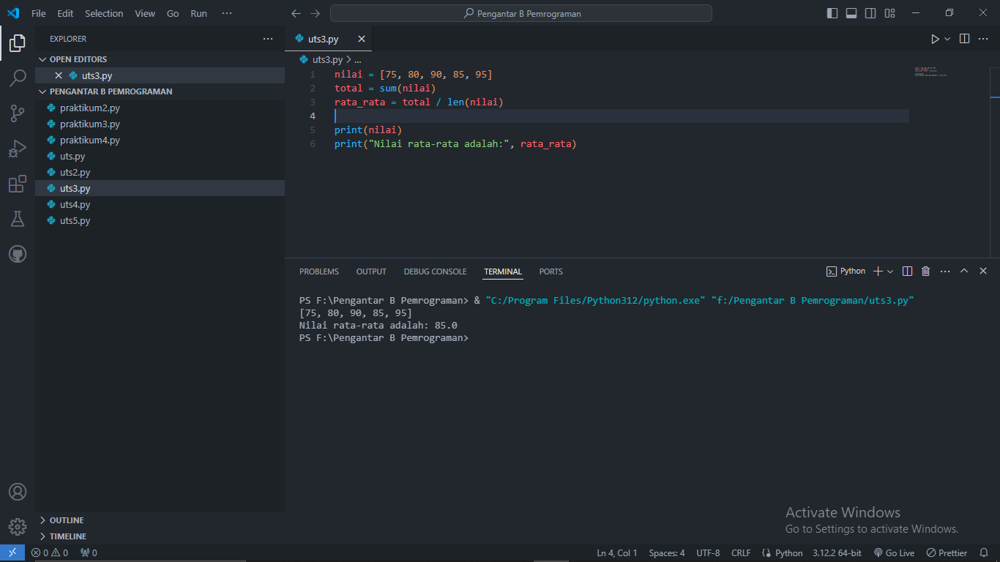 File Edit Selection View Go Run ···
Pengantar B Pemrograman
EXPLORER ···
OPEN EDITORS
uts3.py
PENGANTAR B PEMROGRAMAN
praktikum2.py
praktikum3.py
praktikum4.py
uts.py
uts2.py
uts3.py
uts4.py
uts5.py
OUTLINE
TIMELINE
uts3.py
uts3.py > ...
1 nilai = [75, 80, 90, 85, 95]
2 total = sum(nilai)
3 rata_rata = total / len(nilai)
4
5 print(nilai)
6 print("Nilai rata-rata adalah:", rata_rata)
PROBLEMS OUTPUT DEBUG CONSOLE TERMINAL PORTS
Python
PS F:\Pengantar B Pemrograman> & "C:/Program Files/Python312/python.exe" "f:/Pengantar B Pemrograman/uts3.py"
[75, 80, 90, 85, 95]
Nilai rata-rata adalah: 85.0
PS F:\Pengantar B Pemrograman>
Activate Windows
Go to Settings to activate Windows.
0 0 0 Ln 4, Col 1 Spaces: 4 UTF-8 CRLF Python 3.12.2 64-bit Go Live Prettier